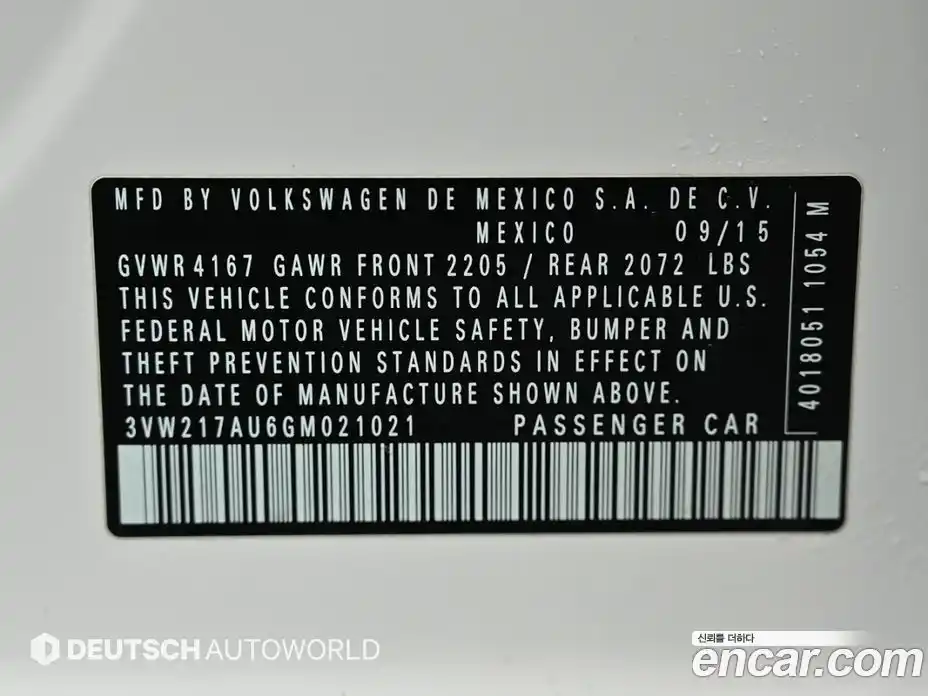 MFD BY VOLKSWAGEN DE MEXICO S.A. DE C.V.
MEXICO 09/15
GVWR 4167 GAWR FRONT 2205 / REAR 2072 LBS
THIS VEHICLE CONFORMS TO ALL APPLICABLE U.S.
FEDERAL MOTOR VEHICLE SAFETY, BUMPER AND
THEFT PREVENTION STANDARDS IN EFFECT ON
THE DATE OF MANUFACTURE SHOWN ABOVE.
3VW217AU6GM021021 PASSENGER CAR
4018051 1054 M
DEUTSCH AUTOWORLD
신뢰를 더하다
encar.com